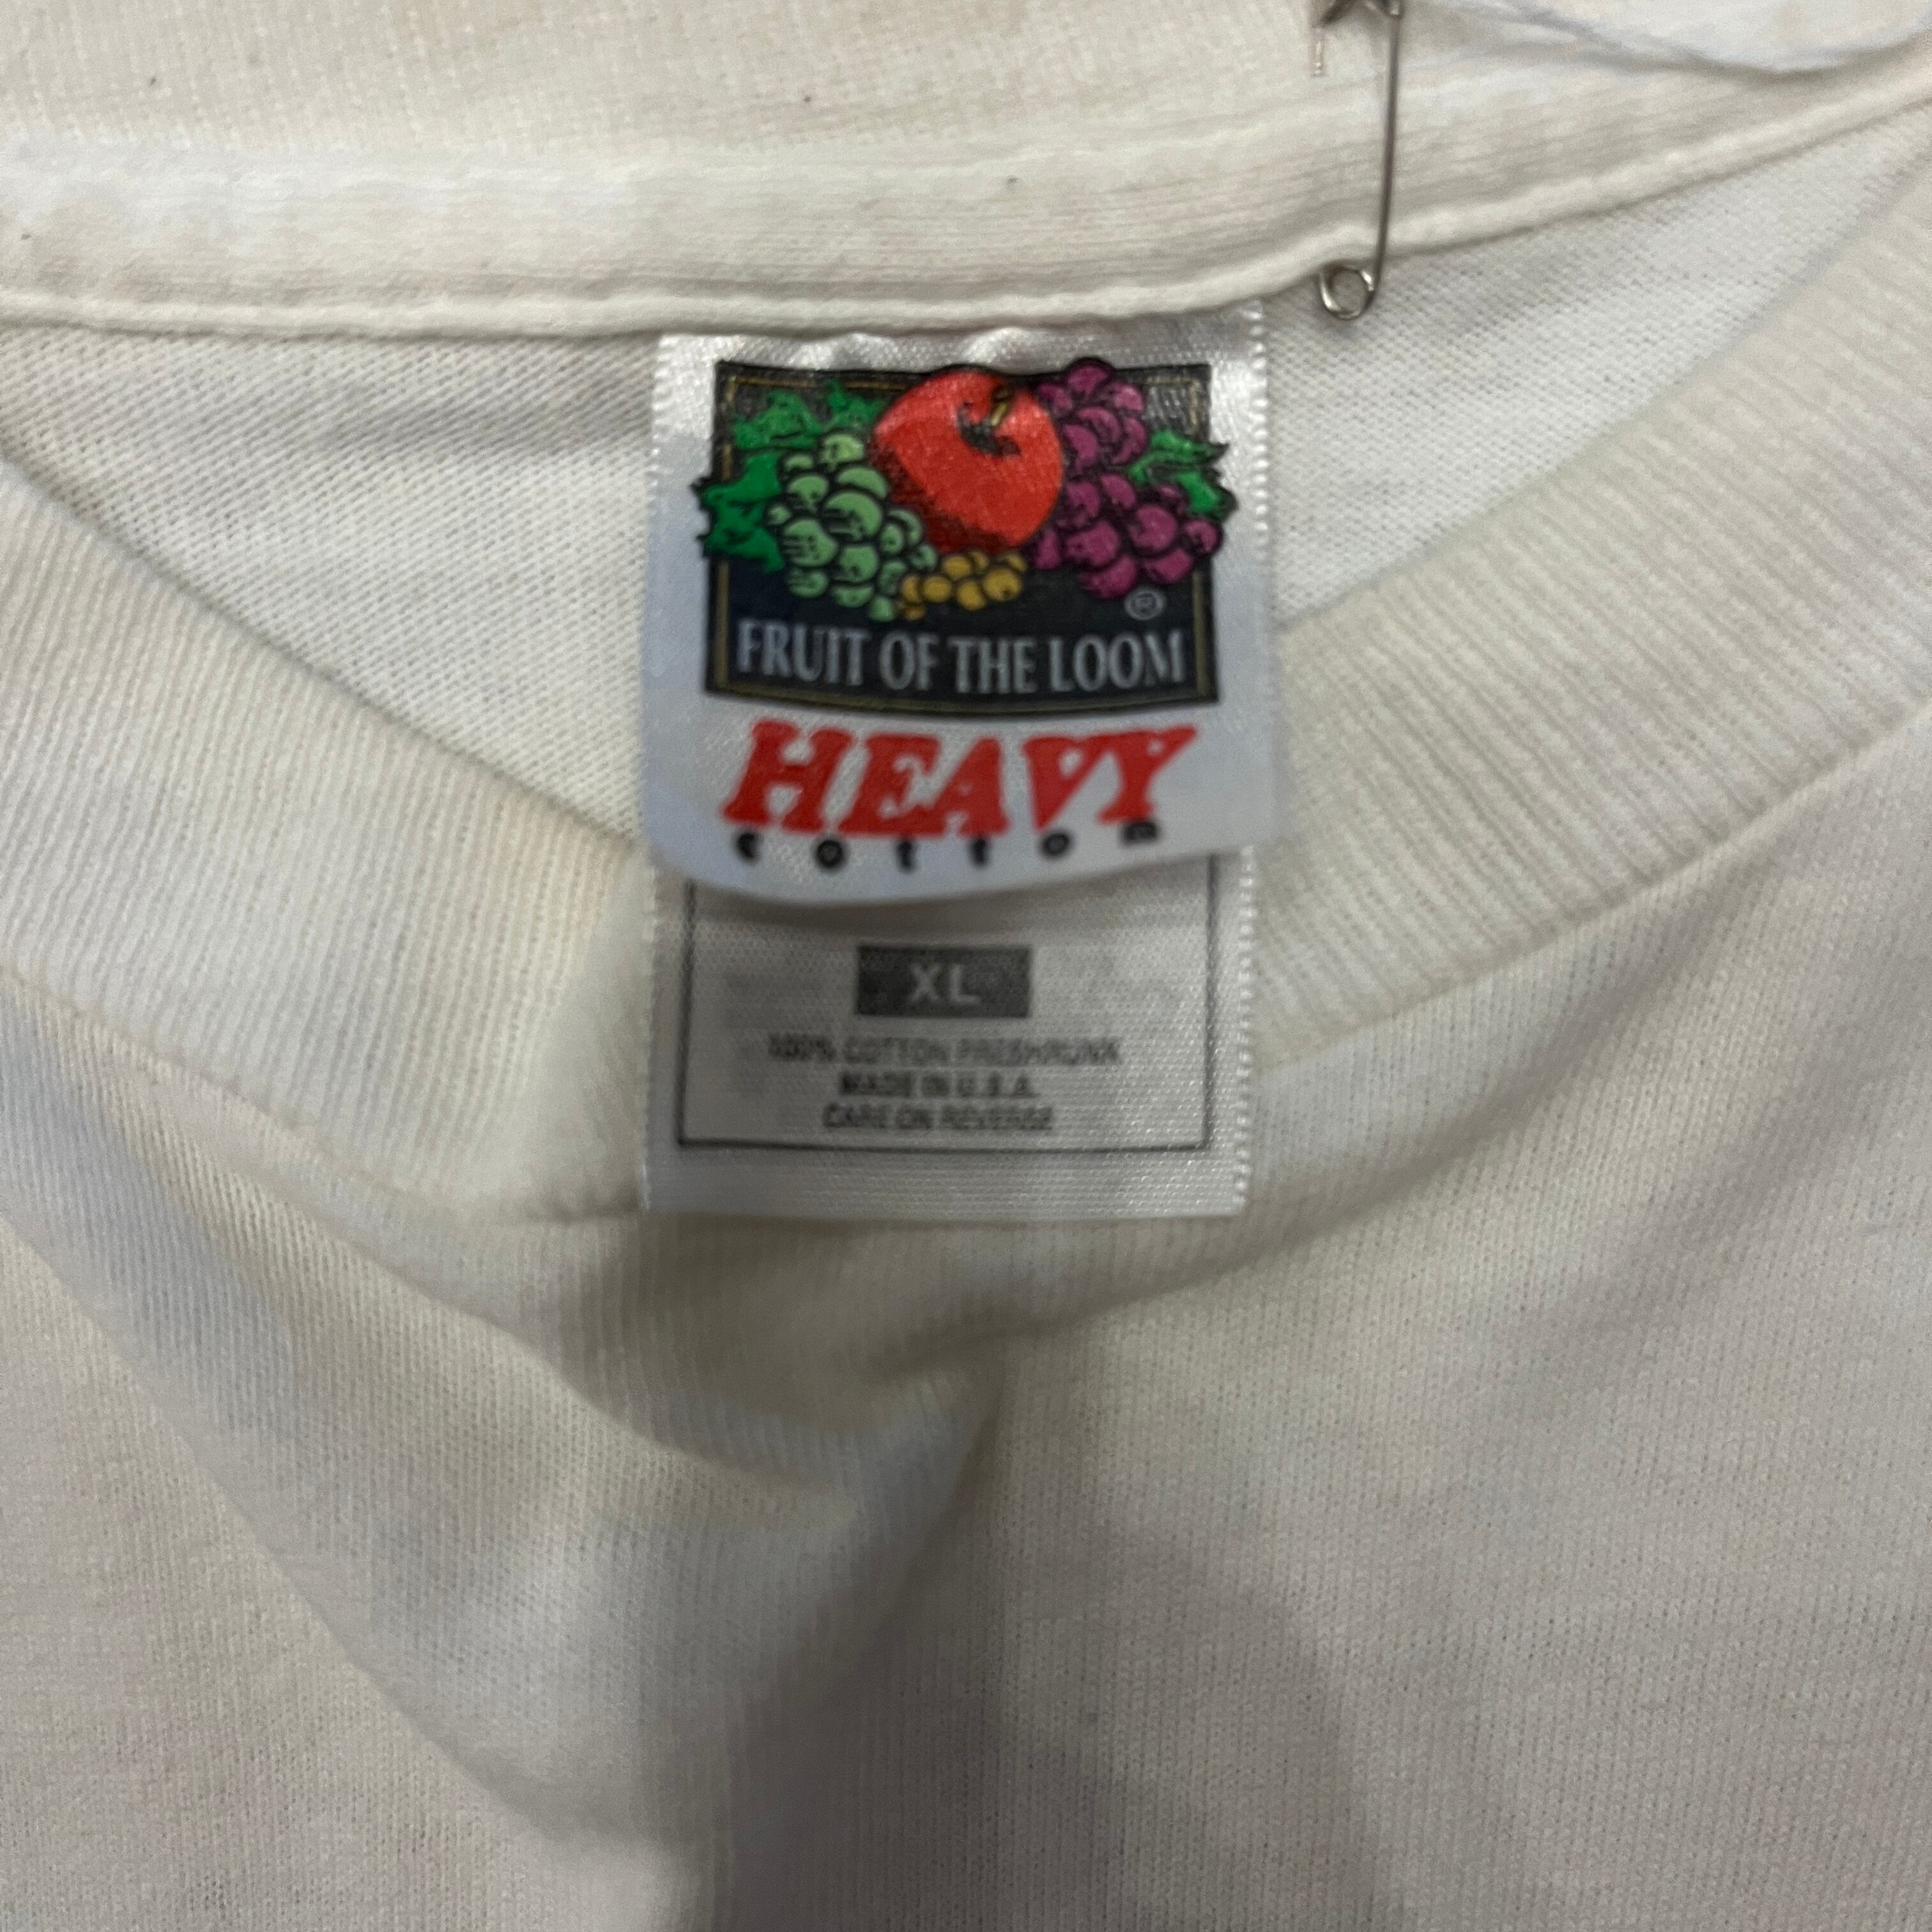 ®
FRUIT OF THE LOOM
HEAVY
cotton
XL
100% COTTON PRESHRUNK
MADE IN U.S.A.
CARE ON REVERSE